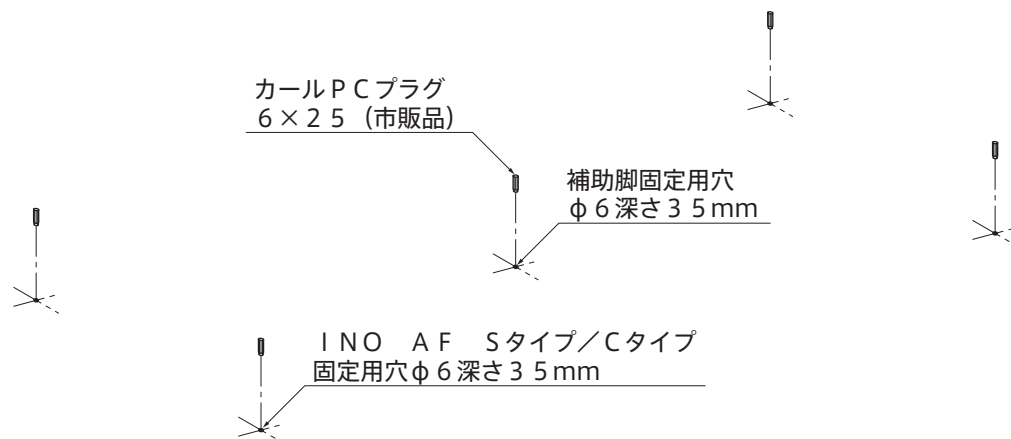 カールＰＣプラグ
６×２５（市販品）
補助脚固定用穴
φ６深さ３５mm
ＩＮＯ　ＡＦ　Ｓタイプ／Ｃタイプ
固定用穴φ６深さ３５mm